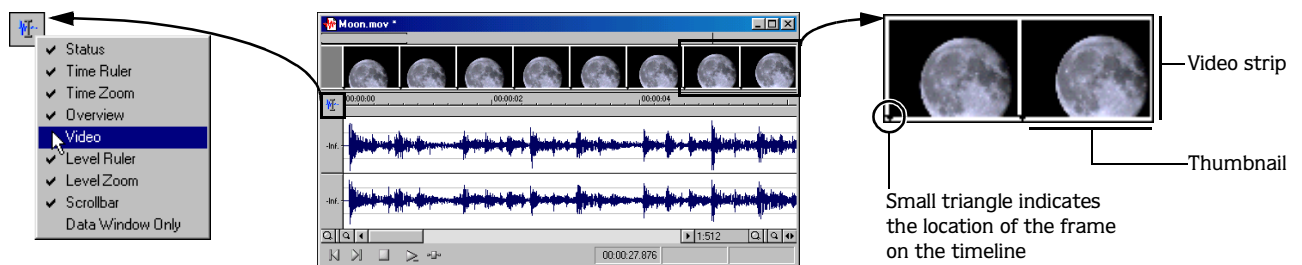 Status
Time Ruler
Time Zoom
Overview
Video
Level Ruler
Level Zoom
Scrollbar
Data Window Only
Moon.mov *
00:00:00 00:00:02 00:00:04
-Inf.
-Inf.
1:512
00:00:27.876
Video strip
Thumbnail
Small triangle indicates
the location of the frame
on the timeline